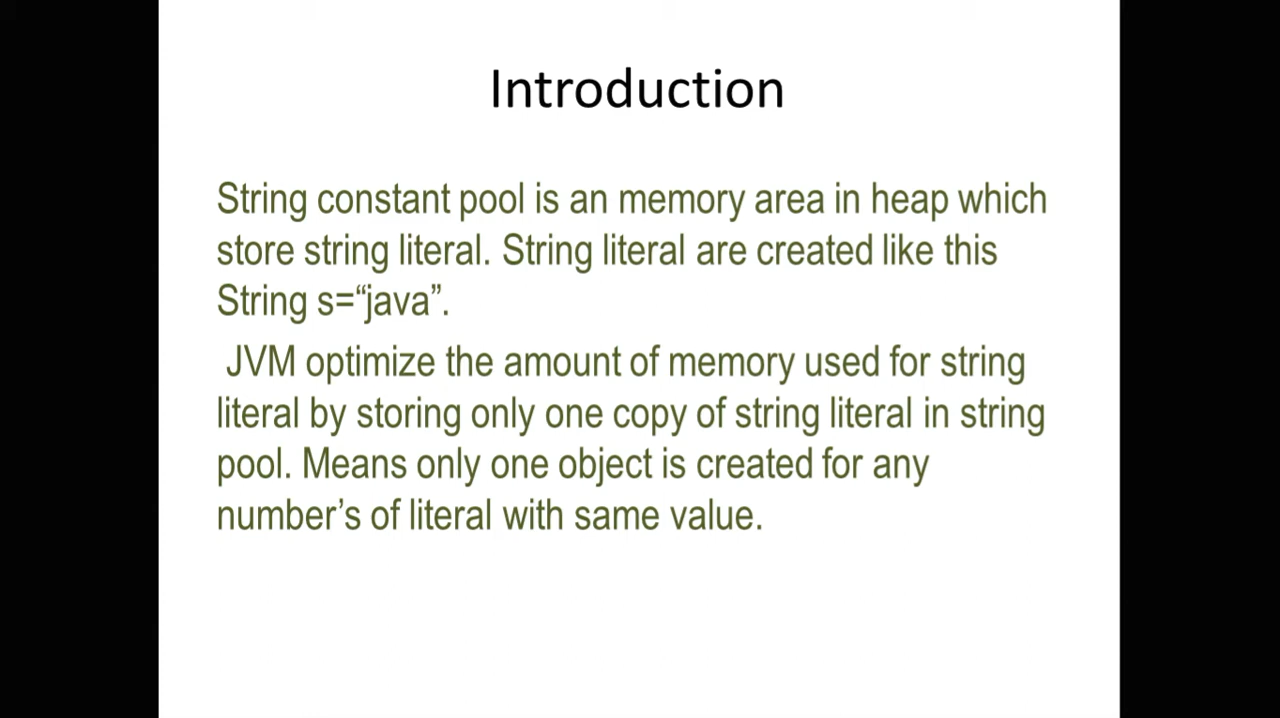 Introduction
String constant pool is an memory area in heap which
store string literal. String literal are created like this
String s=“java”.
JVM optimize the amount of memory used for string
literal by storing only one copy of string literal in string
pool. Means only one object is created for any
number’s of literal with same value.